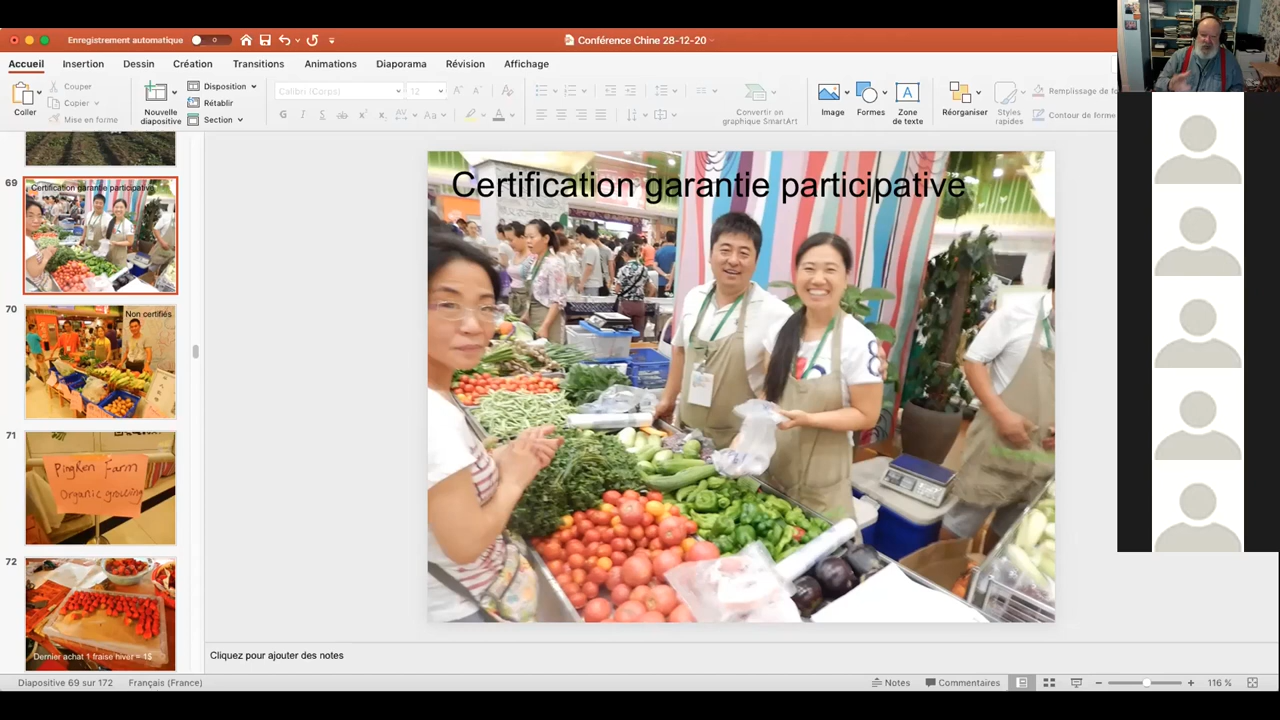 Enregistrement automatique
0
Conférence Chine 28-12-20
Accueil
Insertion
Dessin
Création
Transitions
Animations
Diaporama
Révision
Affichage
Coller
Couper
Copier
Mise en forme
Nouvelle
diapositive
Disposition
Rétablir
Section
Calibri (Corps)
12
Convertir en
graphique SmartArt
Image
Formes
Zone
de texte
Réorganiser
Styles
rapides
Remplissage de fo
Contour de forme
69
Certification garantie participative
70
Non certifiés
71
PingRen Farm
Organic growing
72
Dernier achat 1 fraise hiver = 1$
Certification garantie participative
Cliquez pour ajouter des notes
Diapositive 69 sur 172
Français (France)
Notes
Commentaires
116 %